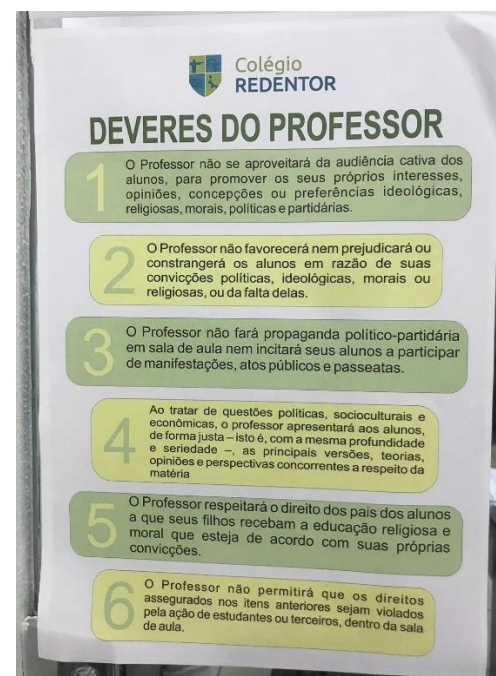 Colégio
REDENTOR
DEVERES DO PROFESSOR
1
O Professor não se aproveitará da audiência cativa dos
alunos, para promover os seus próprios interesses,
opiniões, concepções ou preferências ideológicas,
religiosas, morais, políticas e partidárias.
2
O Professor não favorecerá nem prejudicará ou
constrangerá os alunos em razão de suas
convicções políticas, ideológicas, morais ou
religiosas, ou da falta delas.
3
O Professor não fará propaganda político-partidária
em sala de aula nem incitará seus alunos a participar
de manifestações, atos públicos e passeatas.
4
Ao tratar de questões políticas, socioculturais e
econômicas, o professor apresentará aos alunos,
de forma justa – isto é, com a mesma profundidade
e seriedade –, as principais versões, teorias,
opiniões e perspectivas concorrentes a respeito da
matéria
5
O Professor respeitará o direito dos pais dos alunos
a que seus filhos recebam a educação religiosa e
moral que esteja de acordo com suas próprias
convicções.
6
O Professor não permitirá que os direitos
assegurados nos itens anteriores sejam violados
pela ação de estudantes ou terceiros, dentro da sala
de aula.